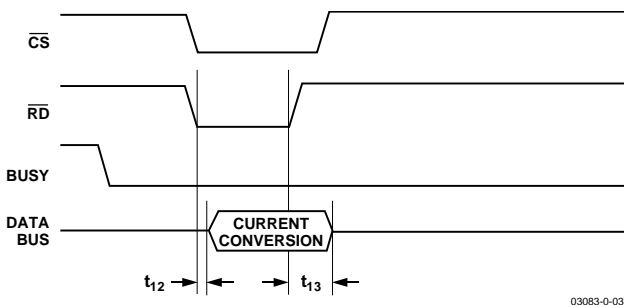 CS
RD
BUSY
DATA
BUS
CURRENT
CONVERSION
t12
t13
03083-0-03